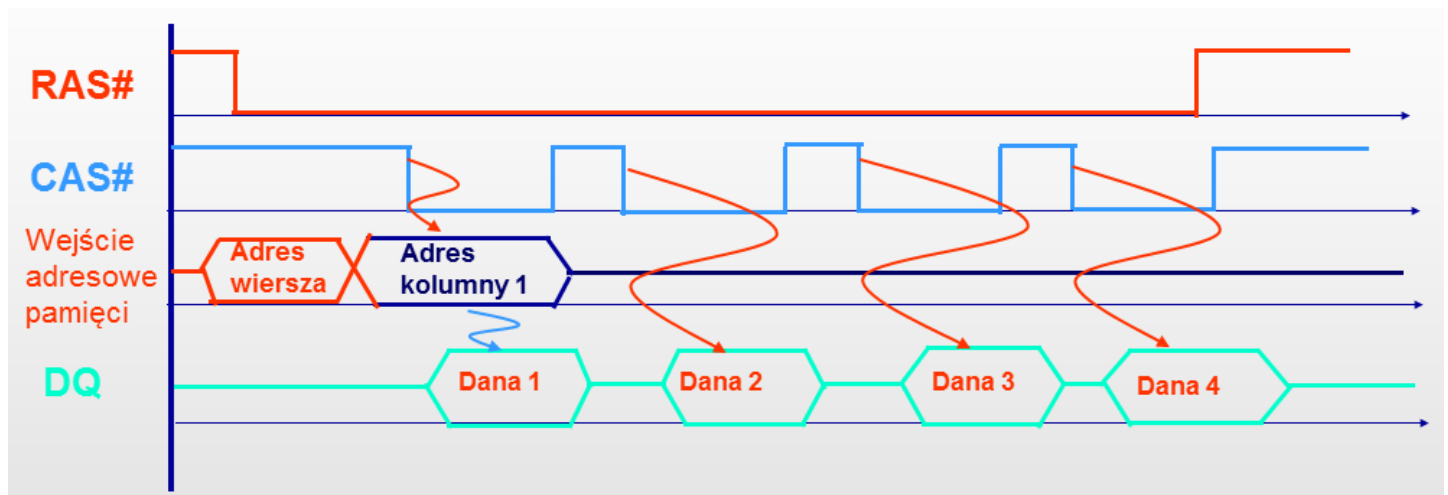 RAS#
CAS#
Wejście
adresowe
pamięci
Adres
wiersza
Adres
kolumny 1
DQ
Dana 1
Dana 2
Dana 3
Dana 4